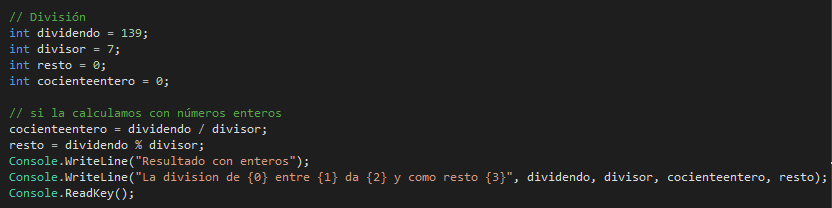 // División
int dividendo = 139;
int divisor = 7;
int resto = 0;
int cocienteentero = 0;
// si la calculamos con números enteros
cocienteentero = dividendo / divisor;
resto = dividendo % divisor;
Console.WriteLine("Resultado con enteros");
Console.WriteLine("La division de {0} entre {1} da {2} y como resto {3}", dividendo, divisor, cocienteentero, resto);
Console.ReadKey();